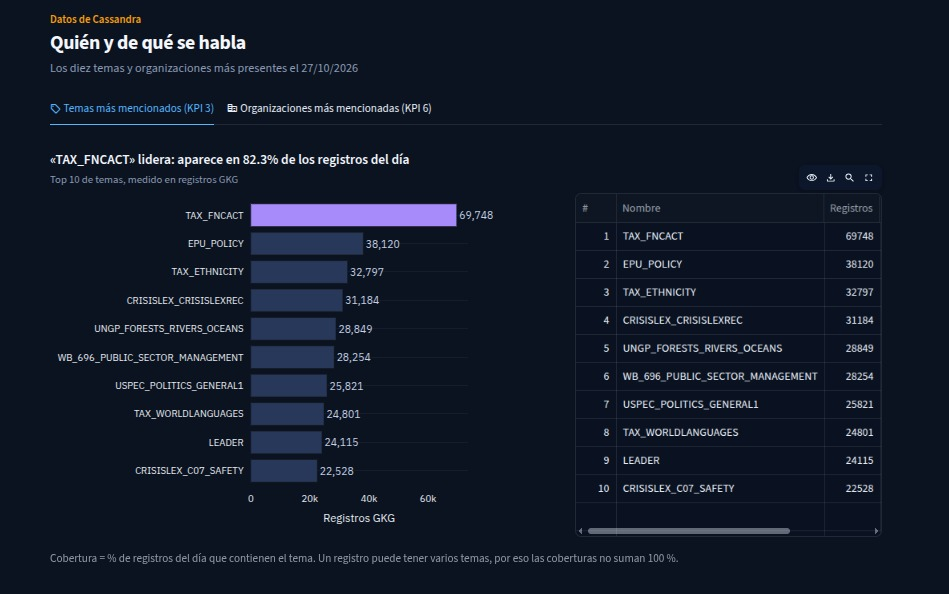 Datos de Cassandra
Quién y de qué se habla
Los diez temas y organizaciones más presentes el 27/10/2026
Temas más mencionados (KPI 3) Organizaciones más mencionadas (KPI 6)
«TAX_FNCACT» lidera: aparece en 82.3% de los registros del día
Top 10 de temas, medido en registros GKG
TAX_FNCACT 69,748
EPU_POLICY 38,120
TAX_ETHNICITY 32,797
CRISISLEX_CRISISLEXREC 31,184
UNGP_FORESTS_RIVERS_OCEANS 28,849
WB_696_PUBLIC_SECTOR_MANAGEMENT 28,254
USPEC_POLITICS_GENERAL1 25,821
TAX_WORLDLANGUAGES 24,801
LEADER 24,115
CRISISLEX_C07_SAFETY 22,528
0 20k 40k 60k
Registros GKG
# Nombre Registros
1 TAX_FNCACT 69748
2 EPU_POLICY 38120
3 TAX_ETHNICITY 32797
4 CRISISLEX_CRISISLEXREC 31184
5 UNGP_FORESTS_RIVERS_OCEANS 28849
6 WB_696_PUBLIC_SECTOR_MANAGEMENT 28254
7 USPEC_POLITICS_GENERAL1 25821
8 TAX_WORLDLANGUAGES 24801
9 LEADER 24115
10 CRISISLEX_C07_SAFETY 22528
Cobertura = % de registros del día que contienen el tema. Un registro puede tener varios temas, por eso las coberturas no suman 100 %.